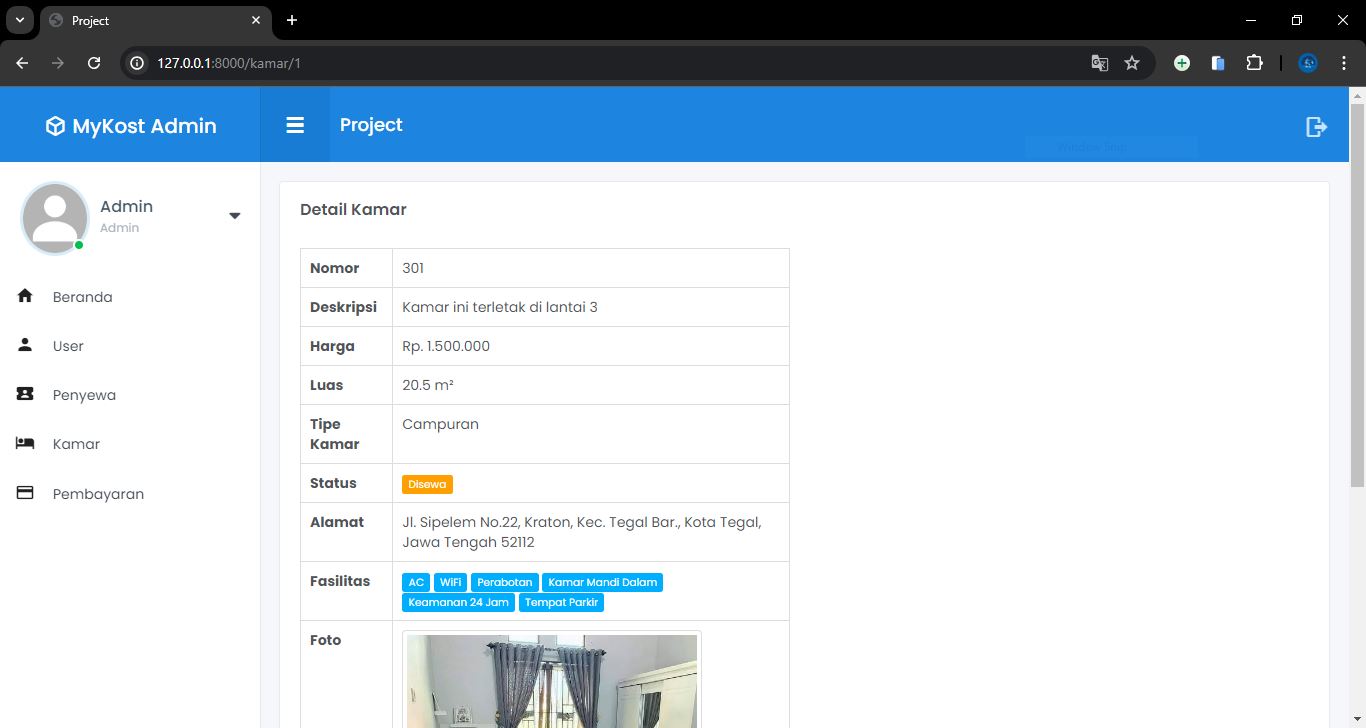 Project
127.0.0.1:8000/kamar/1
MyKost Admin
Project
Window Snip
Admin
Admin
Beranda
User
Penyewa
Kamar
Pembayaran
Detail Kamar
Nomor 301
Deskripsi Kamar ini terletak di lantai 3
Harga Rp. 1.500.000
Luas 20.5 m²
Tipe Campuran
Kamar
Status Disewa
Alamat Jl. Sipelem No.22, Kraton, Kec. Tegal Bar., Kota Tegal,
Jawa Tengah 52112
Fasilitas AC WiFi Perabotan Kamar Mandi Dalam
Keamanan 24 Jam Tempat Parkir
Foto